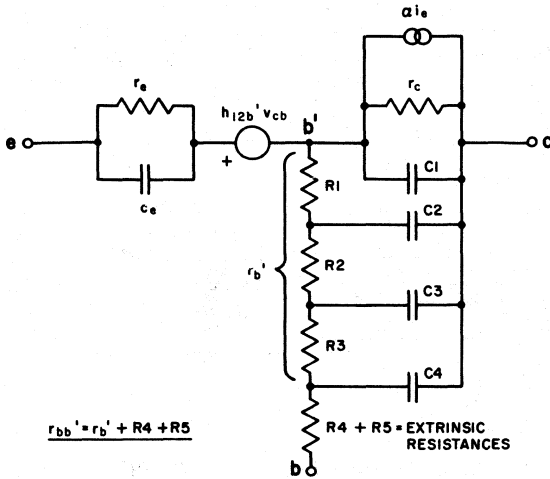 αie
re
rc
h12b'vcb
b'
e
c
+
C1
ce
R1
C2
rb'
R2
C3
R3
C4
rbb' = rb' + R4 + R5
R4 + R5 = EXTRINSIC
RESISTANCES
b